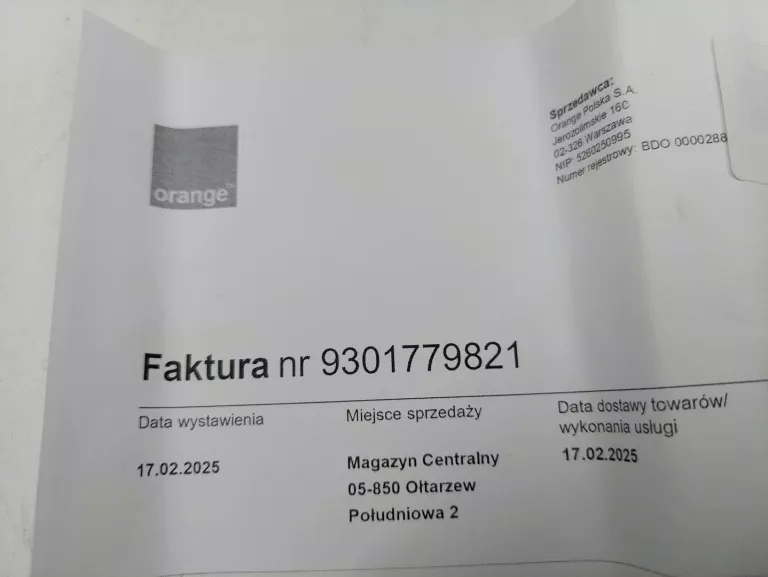 orange™
Sprzedawca:
Orange Polska S.A.
Jerozolimskie 160
02-326 Warszawa
NIP: 5260250995
Numer rejestrowy: BDO 0000288
Faktura nr 9301779821
Data wystawienia
17.02.2025
Miejsce sprzedaży
Magazyn Centralny
05-850 Ołtarzew
Południowa 2
Data dostawy towarów/
wykonania usługi
17.02.2025